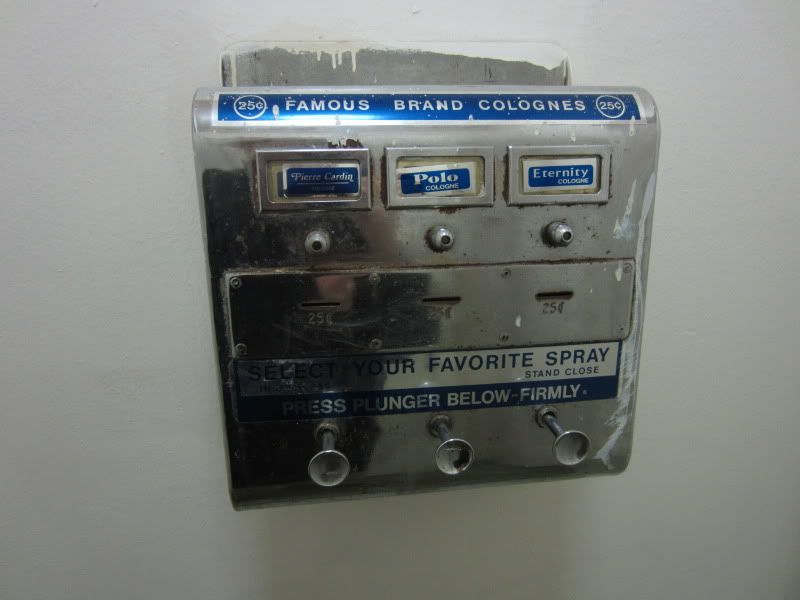 25¢ FAMOUS BRAND COLOGNES 25¢
Pierre Cardin
Polo
COLOGNE
Eternity
COLOGNE
25¢ 25¢ 25¢
SELECT YOUR FAVORITE SPRAY
STAND CLOSE
PRESS PLUNGER BELOW-FIRMLY.